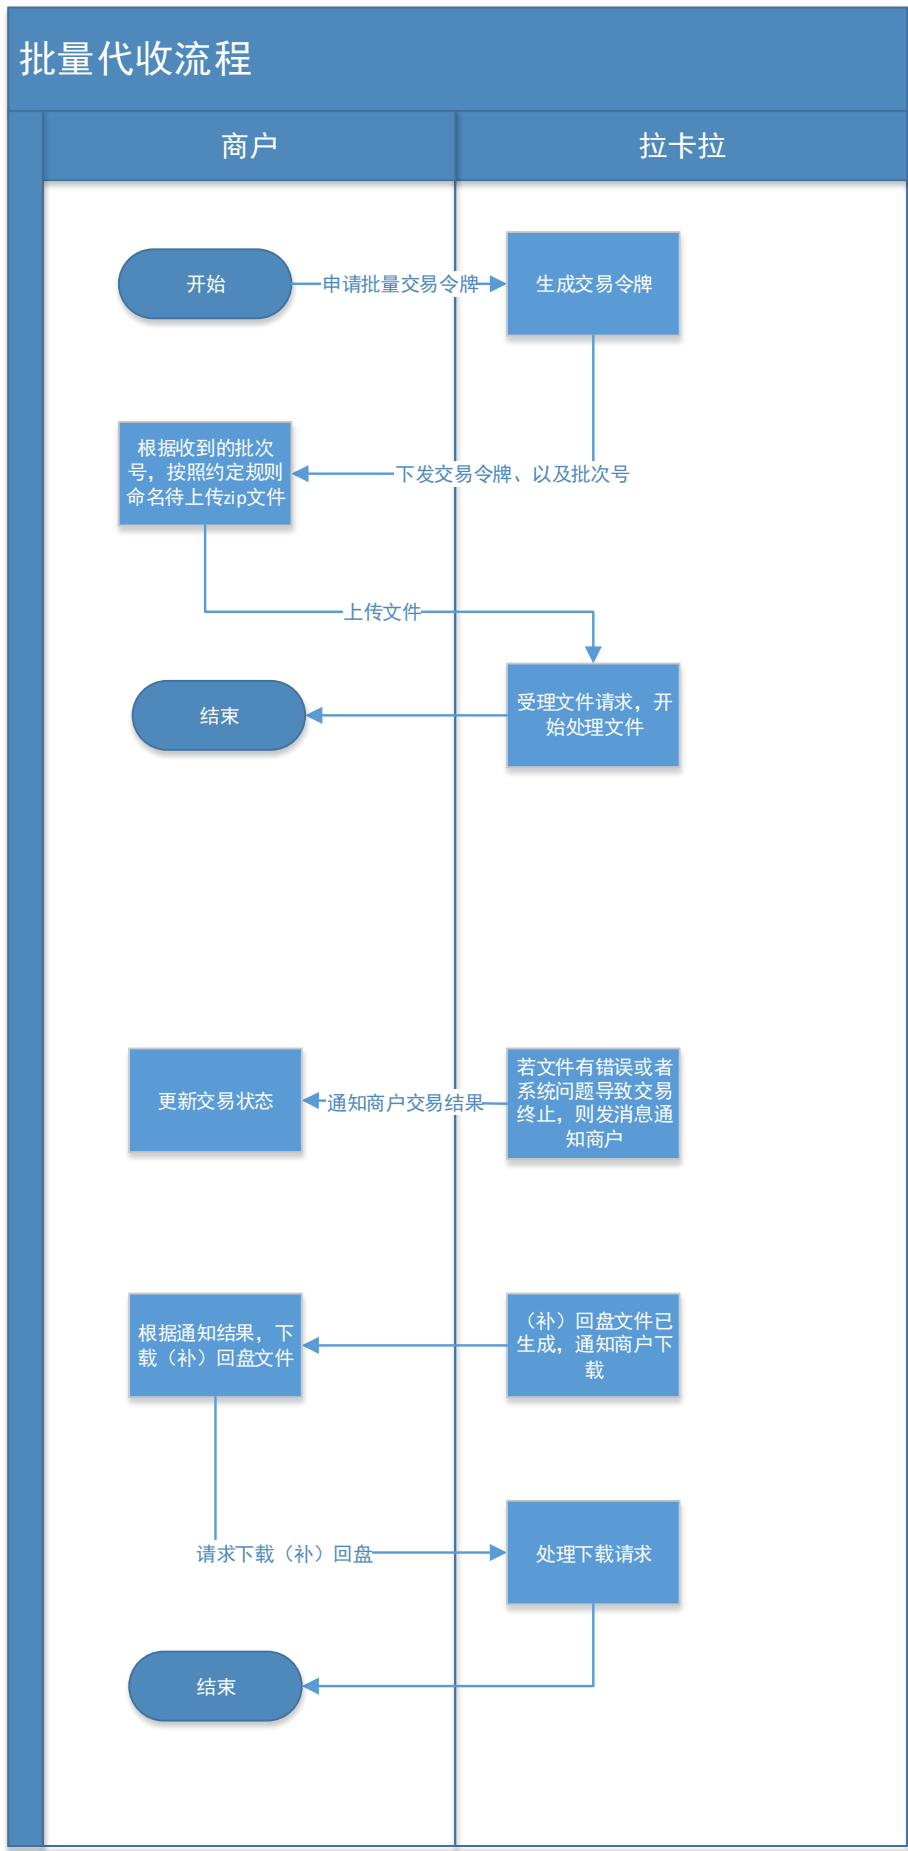 批量代收流程
商户
拉卡拉
开始
申请批量交易令牌
生成交易令牌
根据收到的批次
号，按照约定规则
命名待上传zip文件
下发交易令牌、以及批次号
上传文件
结束
受理文件请求，开
始处理文件
更新交易状态
通知商户交易结果
若文件有错误或者
系统问题导致交易
终止，则发消息通
知商户
根据通知结果，下
载（补）回盘文件
（补）回盘文件已
生成，通知商户下
载
请求下载（补）回盘
处理下载请求
结束